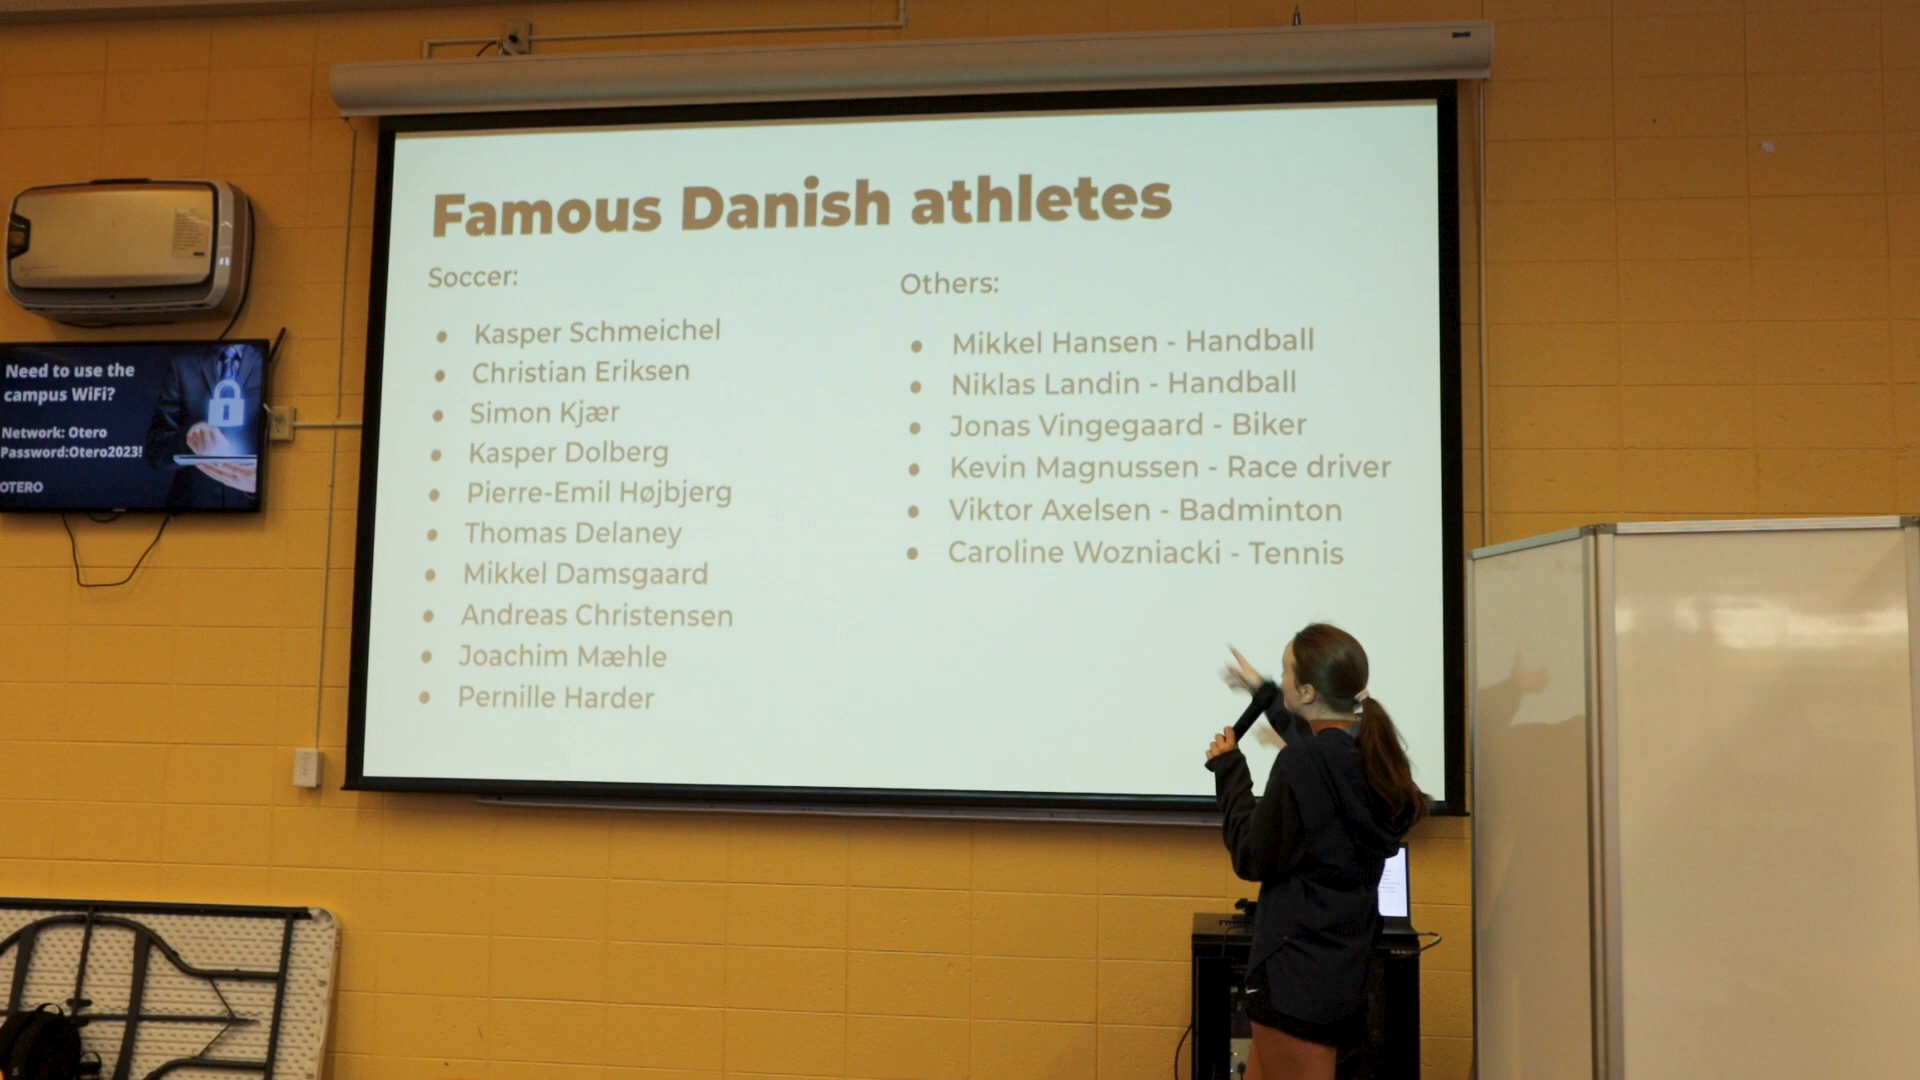 Famous Danish athletes
Soccer:
• Kasper Schmeichel
• Christian Eriksen
• Simon Kjær
• Kasper Dolberg
• Pierre-Emil Højbjerg
• Thomas Delaney
• Mikkel Damsgaard
• Andreas Christensen
• Joachim Mæhle
• Pernille Harder
Others:
• Mikkel Hansen - Handball
• Niklas Landin - Handball
• Jonas Vingegaard - Biker
• Kevin Magnussen - Race driver
• Viktor Axelsen - Badminton
• Caroline Wozniacki - Tennis
Need to use the
campus WiFi?
Network: Otero
Password:Otero2023!
OTERO